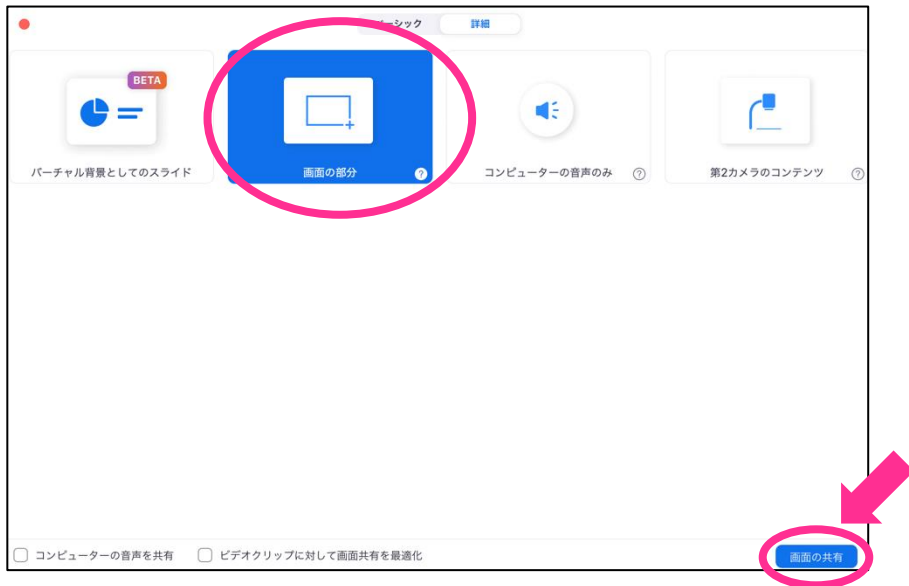 ーシック
詳細
BETA
バーチャル背景としてのスライド
画面の部分
?
コンピューターの音声のみ
?
第2カメラのコンテンツ
?
コンピューターの音声を共有
ビデオクリップに対して画面共有を最適化
画面の共有